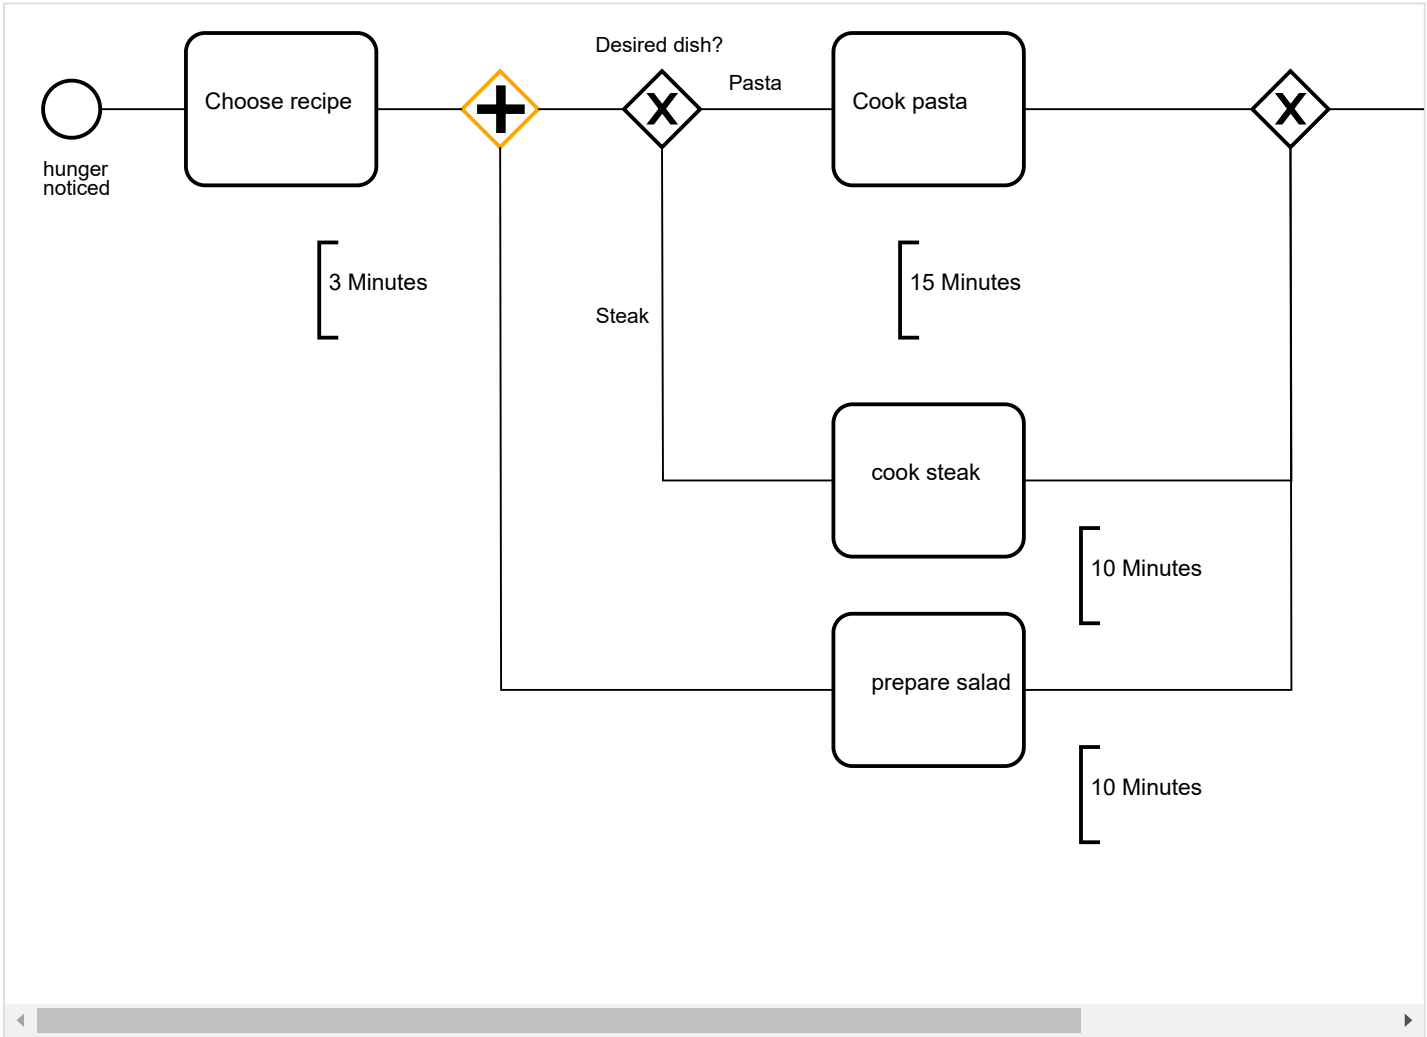 Desired dish?
Pasta
Choose recipe
X
Cook pasta
X
hunger
noticed
3 Minutes
15 Minutes
Steak
cook steak
10 Minutes
prepare salad
10 Minutes